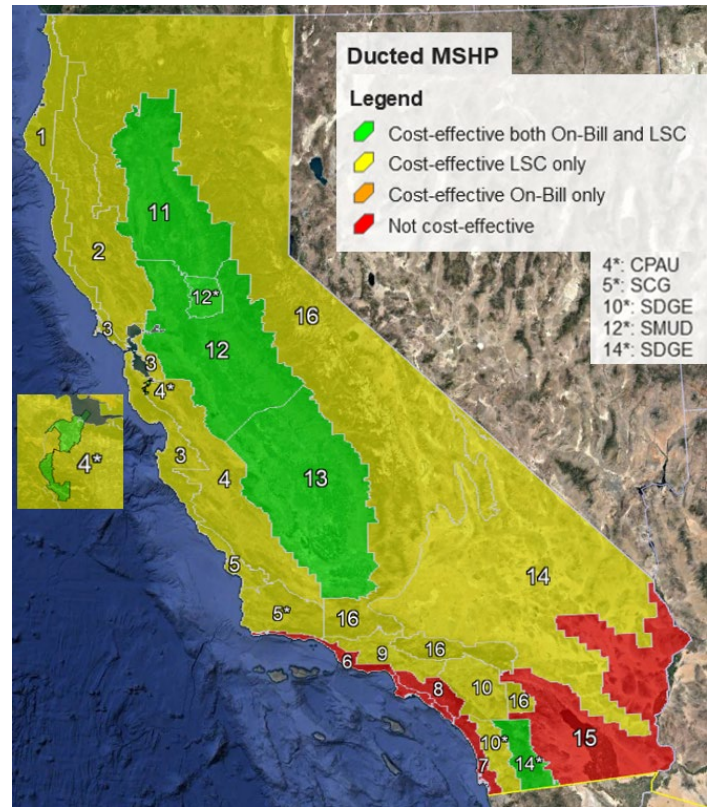 Ducted MSHP
Legend
Cost-effective both On-Bill and LSC
Cost-effective LSC only
Cost-effective On-Bill only
Not cost-effective
4*: CPAU
5*: SCG
10*: SDGE
12*: SMUD
14*: SDGE
1
11
2
12*
16
3
12
3
4*
4*
3
4
13
5
14
5*
16
6
9
16
8
10
16
10*
7
14*
15